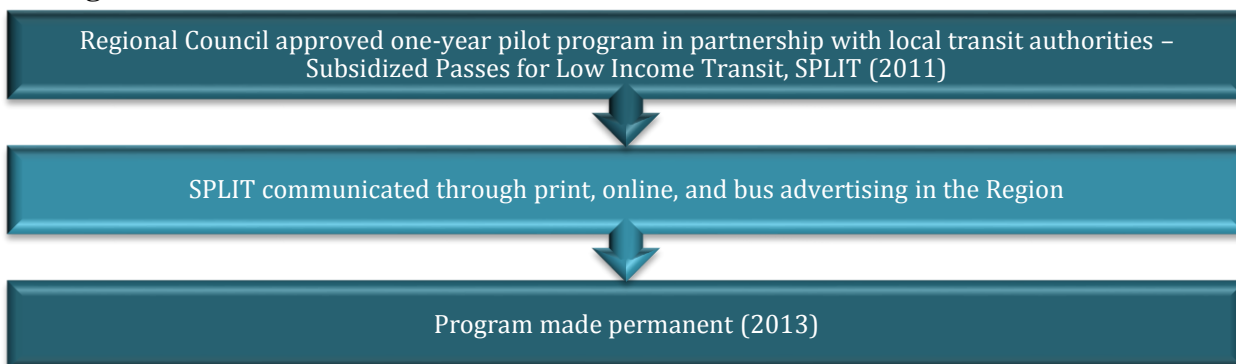 Regional Council approved one-year pilot program in partnership with local transit authorities –
Subsidized Passes for Low Income Transit, SPLIT (2011)
SPLIT communicated through print, online, and bus advertising in the Region
Program made permanent (2013)